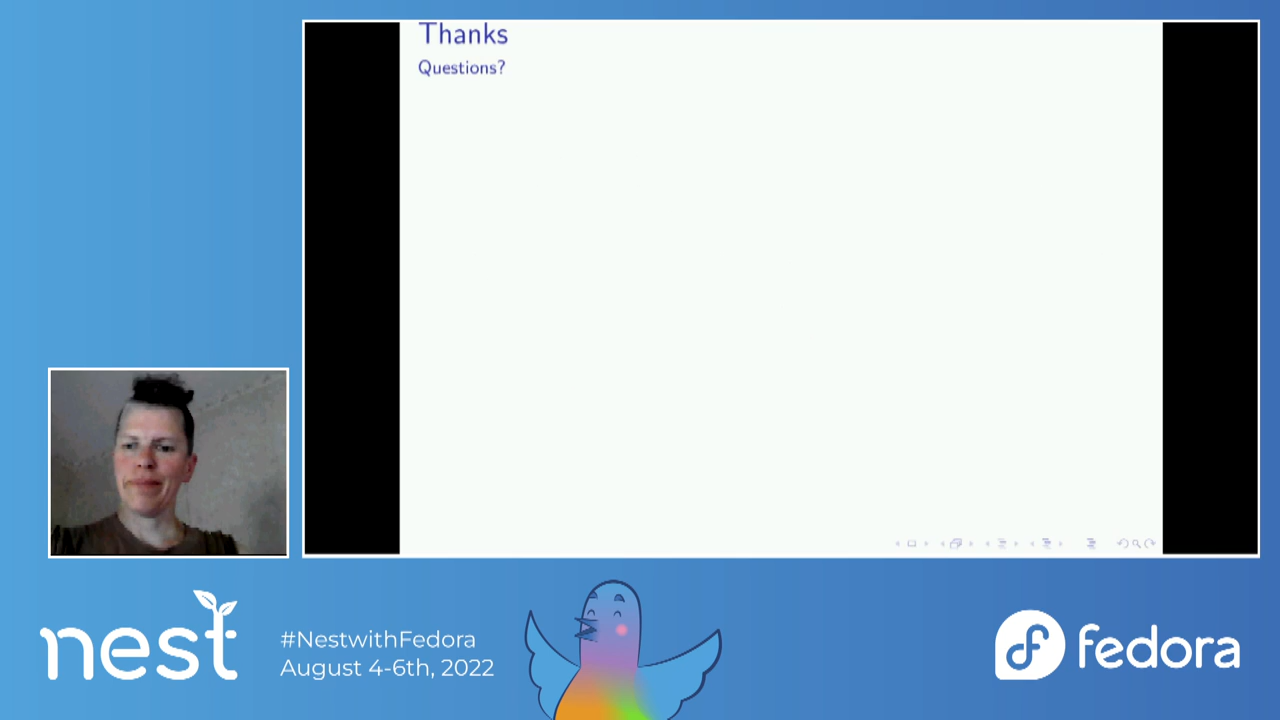 Thanks
Questions?
nest
#NestwithFedora
August 4-6th, 2022
fedora